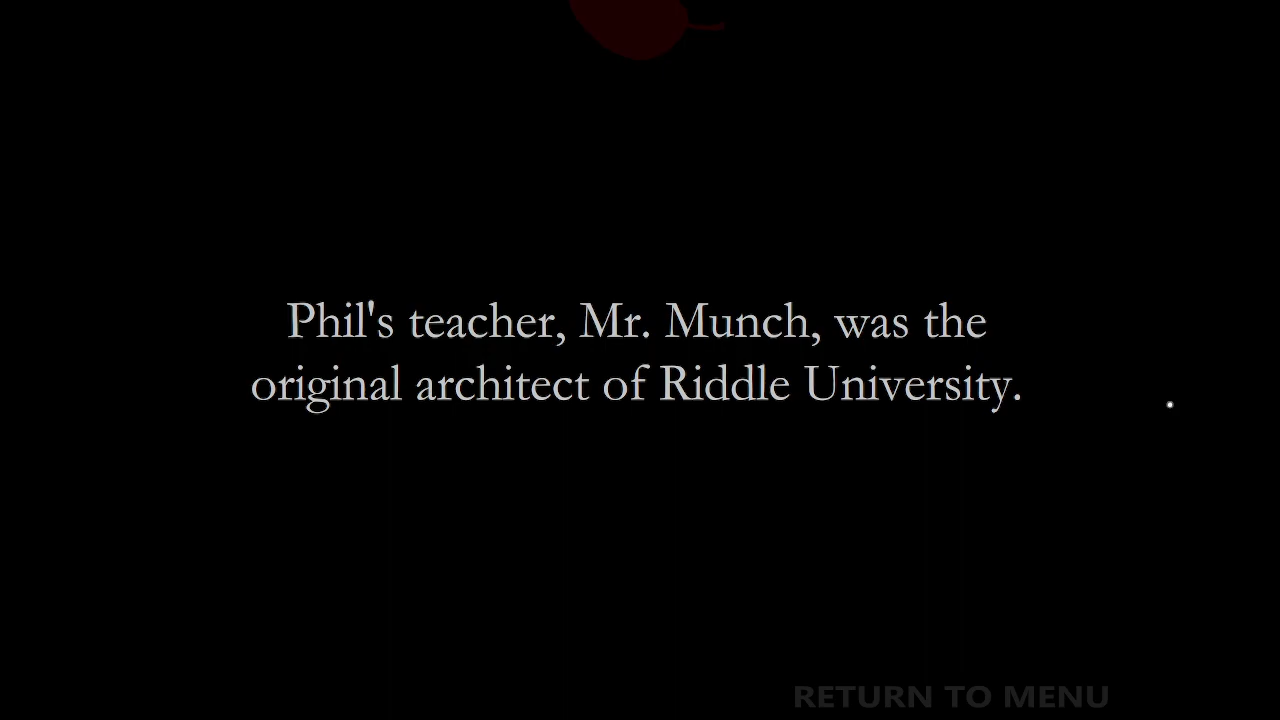 Phil's teacher, Mr. Munch, was the
original architect of Riddle University.
RETURN TO MENU